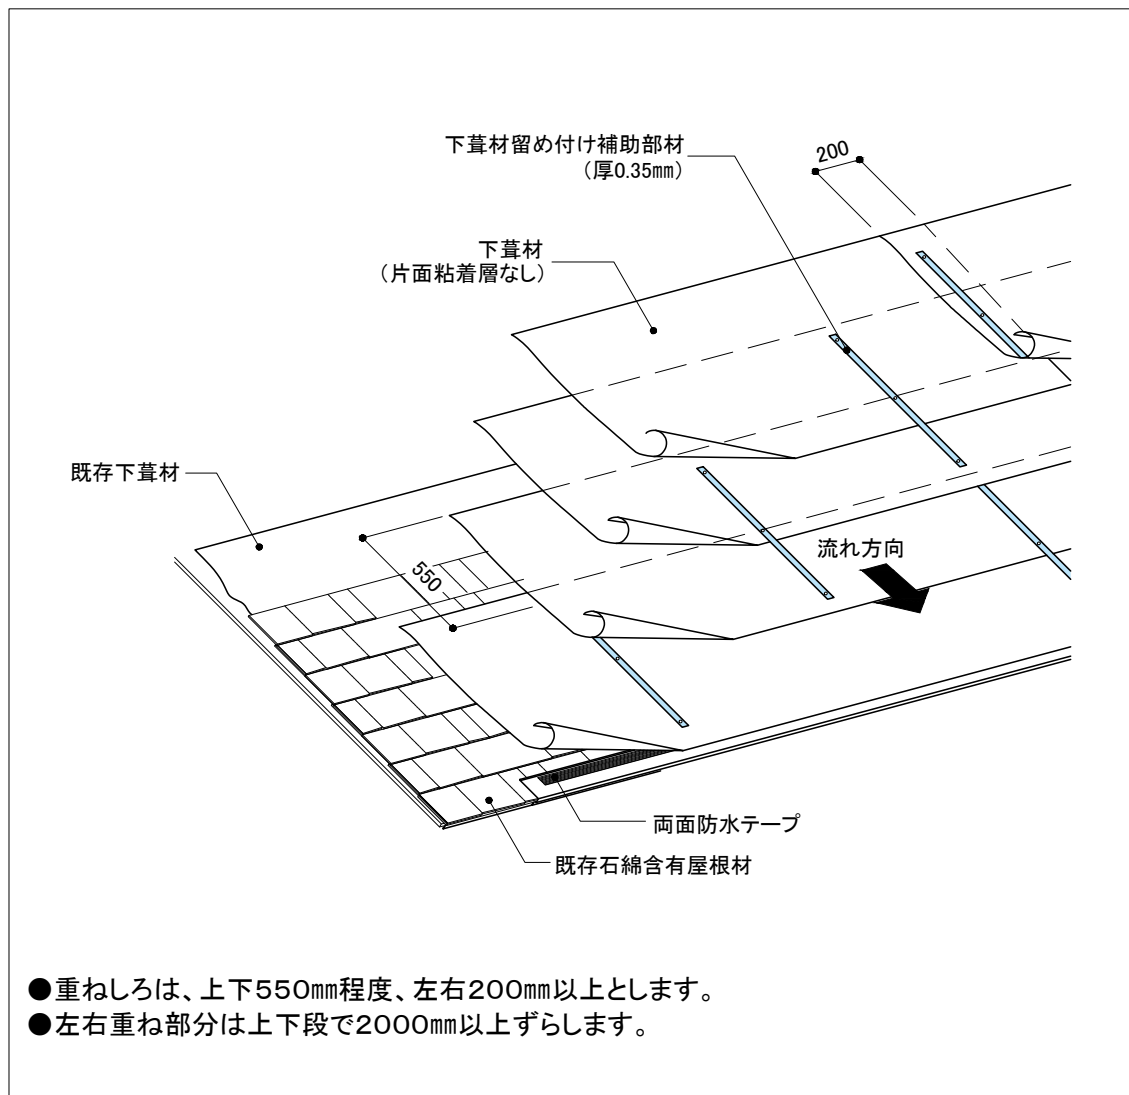 下葺材留め付け補助部材
（厚0.35㎜）
200
下葺材
（片面粘着層なし）
既存下葺材
550
流れ方向
両面防水テープ
既存石綿含有屋根材
●重ねしろは、上下550㎜程度、左右200㎜以上とします。
●左右重ね部分は上下段で2000㎜以上ずらします。